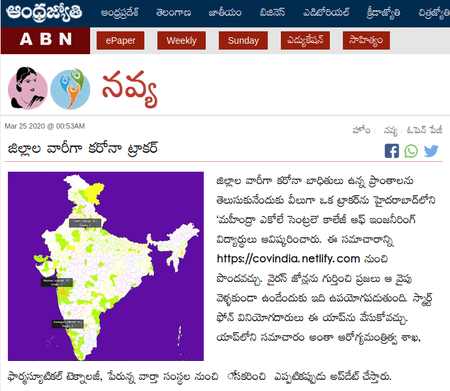 ఆంధ్రజ్యోతి ఆంధ్రప్రదేశ్ తెలంగాణ జాతీయం బిజినెస్ ఎడిటోరియల్ క్రీడాజ్యోతి చిత్రజ్యోతి
ABN ePaper Weekly Sunday ఎడ్యుకేషన్ సాహిత్యం
నవ్య
Mar 25 2020 @ 00:53AM హోం నవ్య ఓపెన్ పేజీ
జిల్లాల వారీగా కరోనా ట్రాకర్
జిల్లాల వారీగా కరోనా బాధితులు ఉన్న ప్రాంతాలను
తెలుసుకునేందుకు వీలుగా ఒక ట్రాకర్‌ను హైదరాబాద్‌లోని
‘మహీంద్రా ఎకోలే సెంట్రలె’ కాలేజ్ ఆఫ్ ఇంజనీరింగ్
విద్యార్థులు ఆవిష్కరించారు. ఈ సమాచారాన్ని
https://covindia.netlify.com నుంచి
పొందవచ్చు. వైరస్ జోన్లను గుర్తించి ప్రజలు ఆ వైపు
వెళ్ళకుండా ఉండేందుకు ఇది ఉపయోగపడుతుంది. స్మార్ట్
ఫోన్ వినియోగదారులు ఈ యాప్‌ను వేసుకోవచ్చు.
యాప్‌లోని సమాచారం అంతా ఆరోగ్యమంత్రిత్వ శాఖ,
ఫార్మాస్యూటికల్ టెక్నాలజీ, పేరున్న వార్తా సంస్థల నుంచి ఎప్పటికప్పుడు అప్‌డేట్ చేస్తారు.